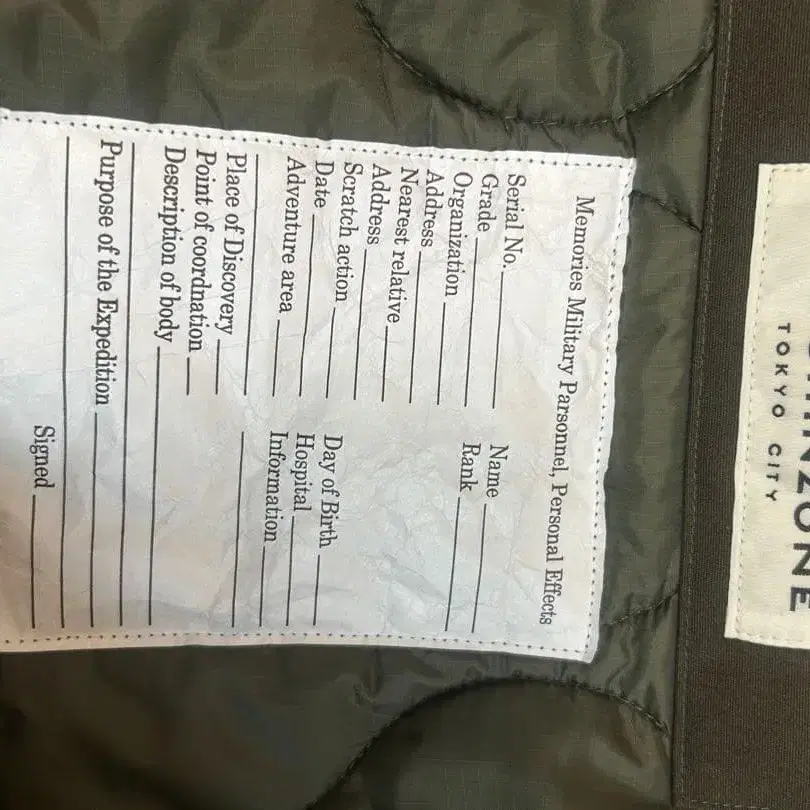 TOKYO CITY
Memories Military Parsonnel, Personal Effects
Serial No. Name
Grade Rank
Organization
Address
Nearest relative
Address
Scratch action
Date Day of Birth
Adventure area Hospital
Information
Place of Discovery
Point of coordnation
Description of body
Purpose of the Expedition
Signed